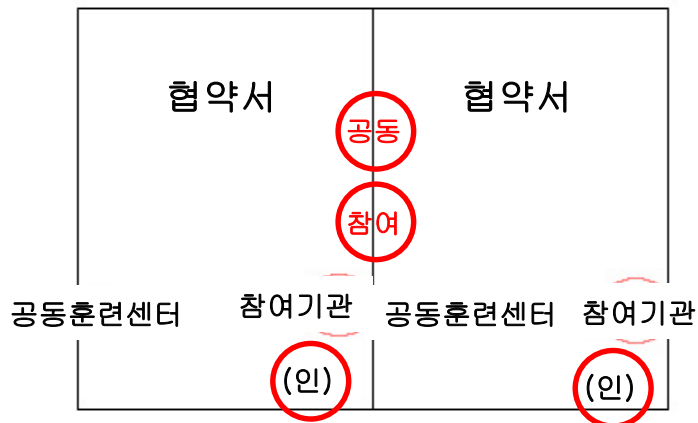 협약서 협약서
공동
참여
공동훈련센터 참여기관 공동훈련센터 참여기관
(인) (인)